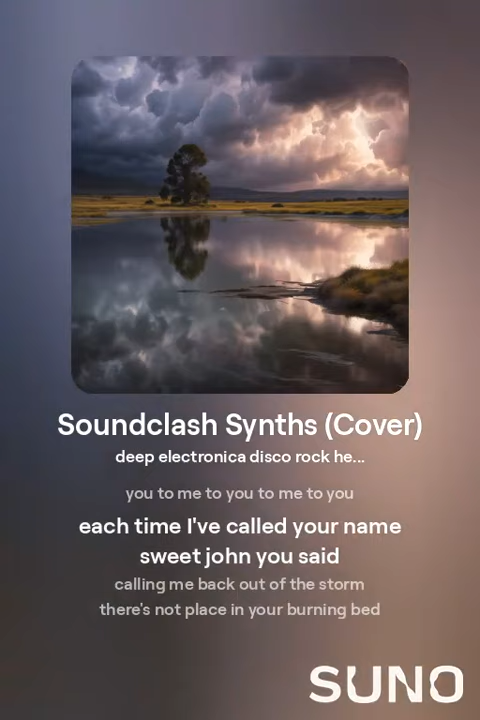 Soundclash Synths (Cover)
deep electronica disco rock he...
you to me to you to me to you
each time I've called your name
sweet john you said
calling me back out of the storm
there's not place in your burning bed
SUNO